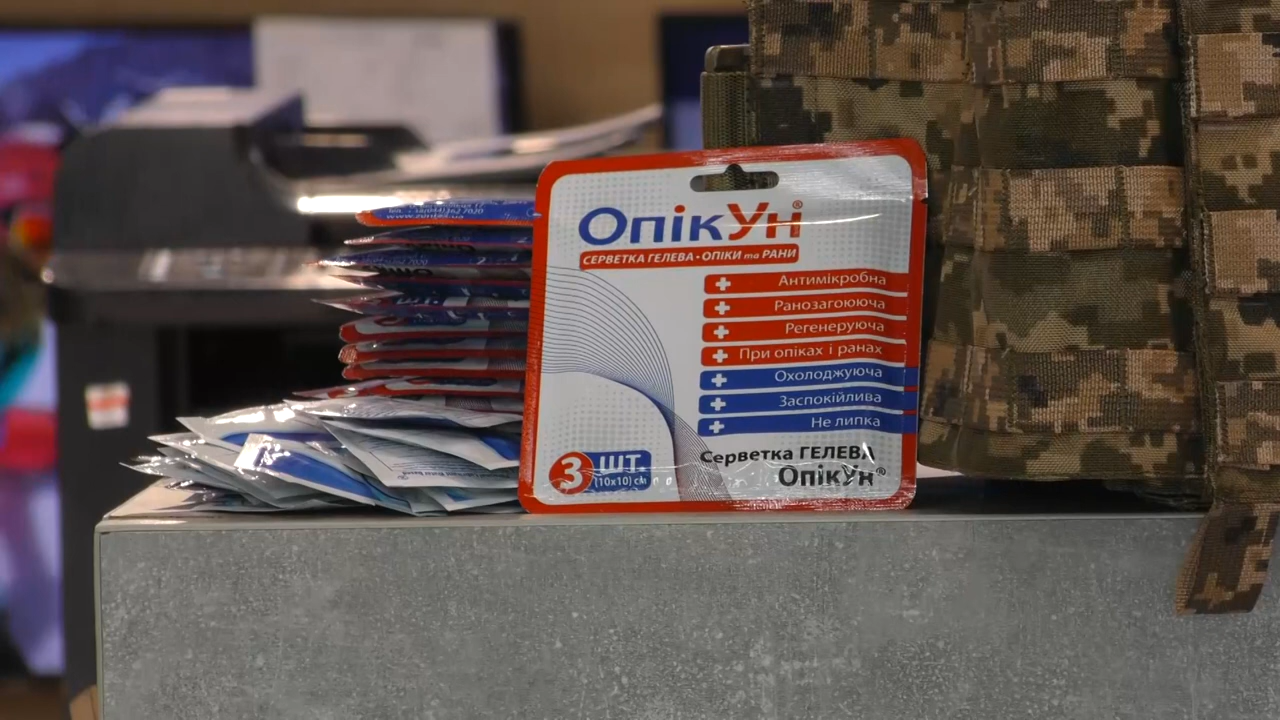 ОпікУн®
СЕРВЕТКА ГЕЛЕВА • ОПІКИ та РАНИ
Антимікробна
Ранозагоююча
Регенеруюча
При опіках і ранах
Охолоджуюча
Заспокійлива
Не липка
3 ШТ.
(10х10) см
Серветка ГЕЛЕВА
ОпікУн®